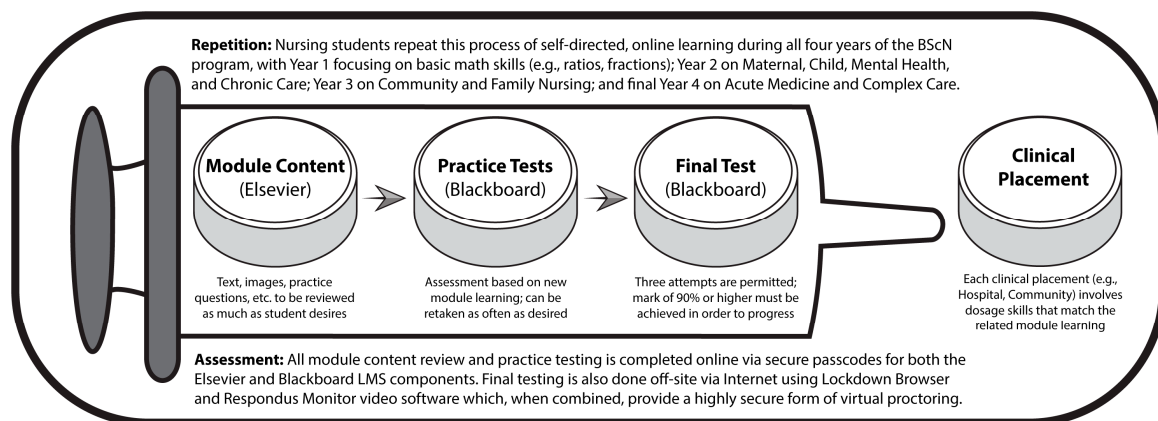 Repetition: Nursing students repeat this process of self-directed, online learning during all four years of the BScN
program, with Year 1 focusing on basic math skills (e.g., ratios, fractions); Year 2 on Maternal, Child, Mental Health,
and Chronic Care; Year 3 on Community and Family Nursing; and final Year 4 on Acute Medicine and Complex Care.
Module Content
(Elsevier)
Text, images, practice
questions, etc. to be reviewed
as much as student desires
Practice Tests
(Blackboard)
Assessment based on new
module learning; can be
retaken as often as desired
Final Test
(Blackboard)
Three attempts are permitted;
mark of 90% or higher must be
achieved in order to progress
Clinical
Placement
Each clinical placement (e.g.,
Hospital, Community) involves
dosage skills that match the
related module learning
Assessment: All module content review and practice testing is completed online via secure passcodes for both the
Elsevier and Blackboard LMS components. Final testing is also done off-site via Internet using Lockdown Browser
and Respondus Monitor video software which, when combined, provide a highly secure form of virtual proctoring.